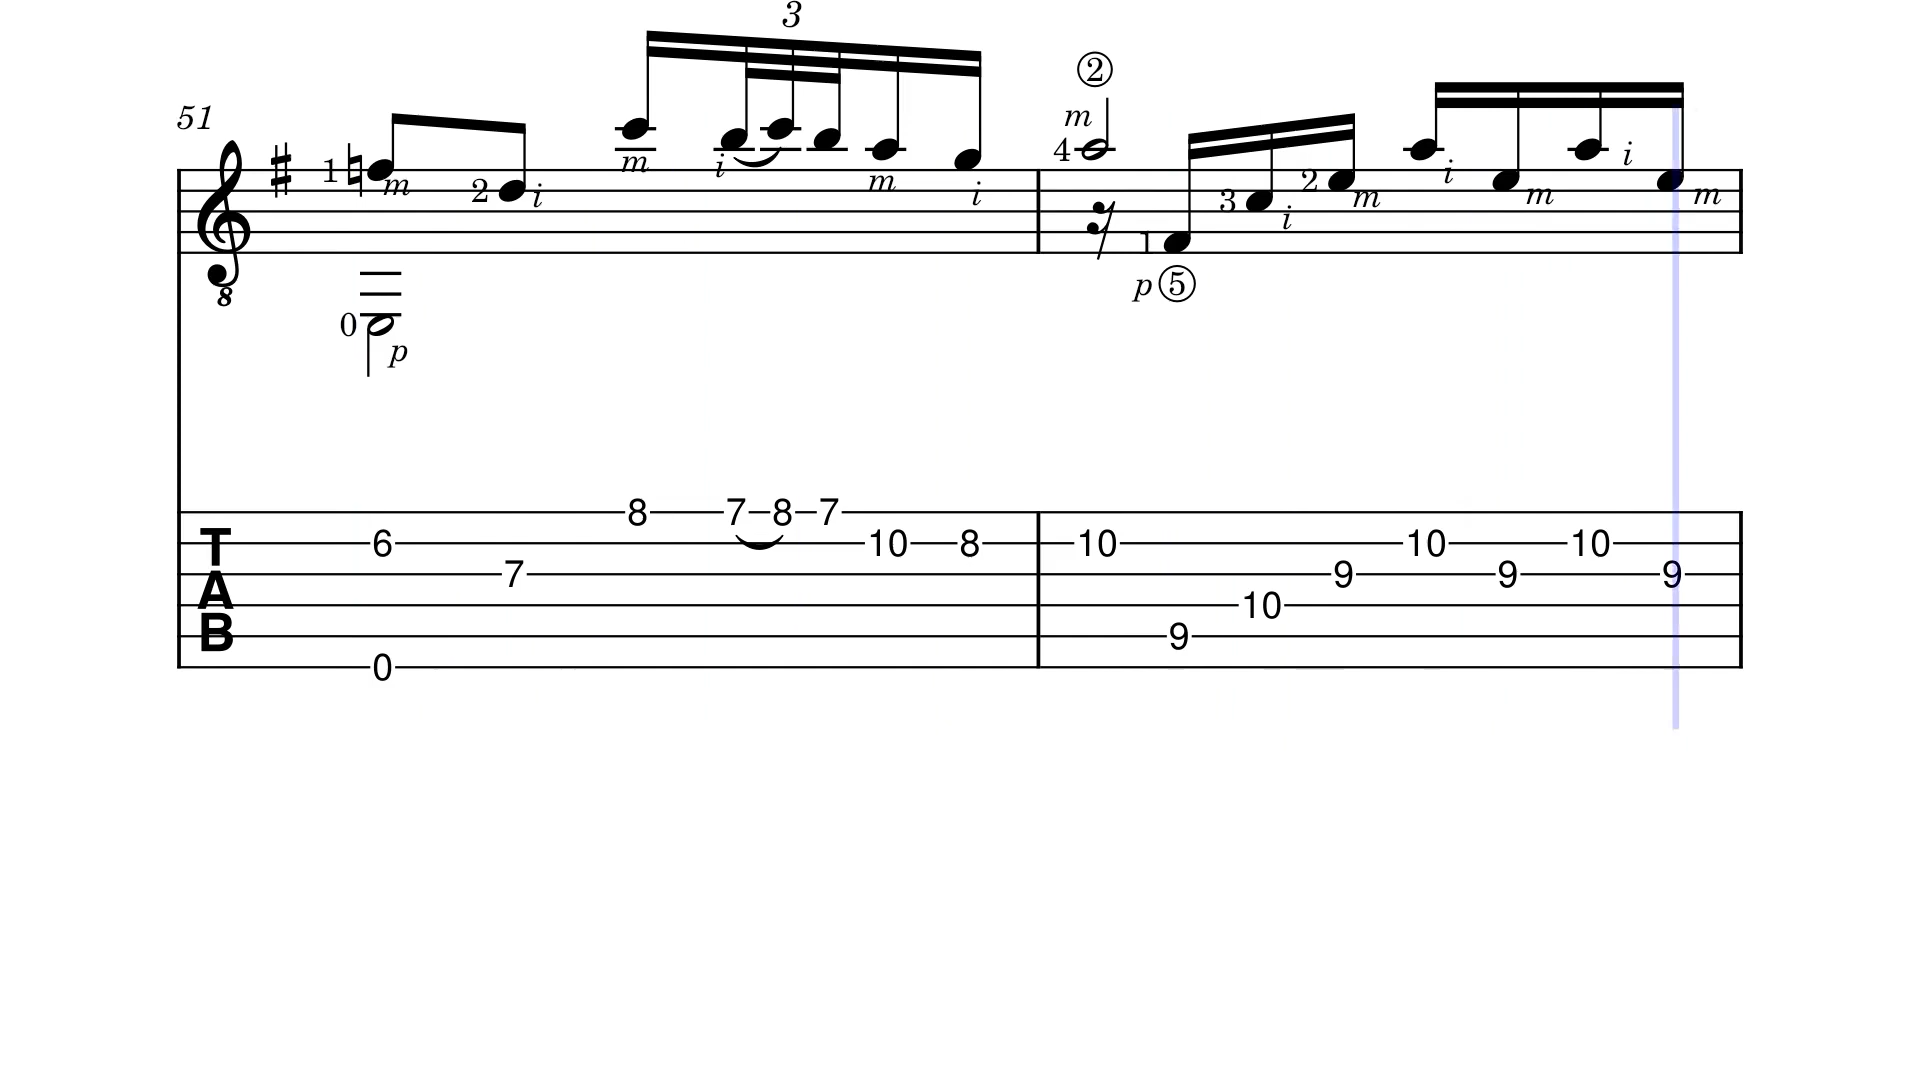 3
51 2
m
1 m 2 i m i m i 4 3 i 2 m i m i m
1
p 5
8
0 p
8 7 8 7
T 6 10 8 10 10 10
A 7 9 9 9
10
B 9
0